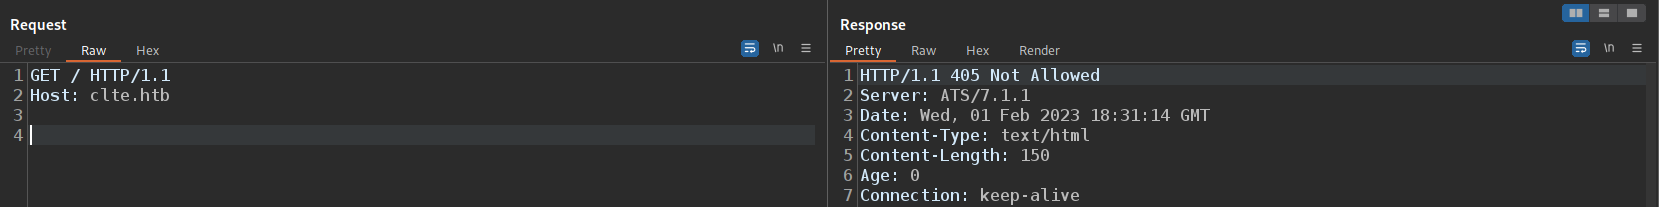 Request
Pretty Raw Hex \n
1 GET / HTTP/1.1
2 Host: clte.htb
3
4
Response
Pretty Raw Hex Render \n
1 HTTP/1.1 405 Not Allowed
2 Server: ATS/7.1.1
3 Date: Wed, 01 Feb 2023 18:31:14 GMT
4 Content-Type: text/html
5 Content-Length: 150
6 Age: 0
7 Connection: keep-alive